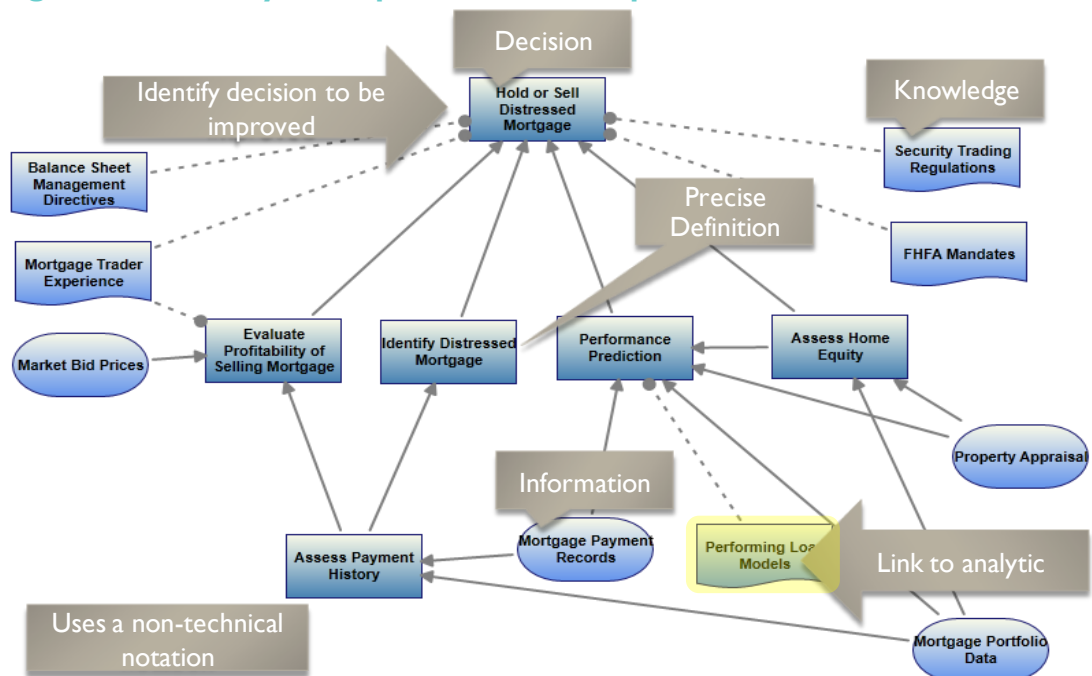 Decision
Identify decision to be
improved
Hold or Sell
Distressed
Mortgage
Knowledge
Balance Sheet
Management
Directives
Security Trading
Regulations
Precise
Definition
Mortgage Trader
Experience
FHFA Mandates
Evaluate
Profitability of
Selling Mortgage
Identify Distressed
Mortgage
Performance
Prediction
Assess Home
Equity
Market Bid Prices
Property Appraisal
Information
Assess Payment
History
Mortgage Payment
Records
Performing Loa
Models
Link to analytic
Uses a non-technical
notation
Mortgage Portfolio
Data